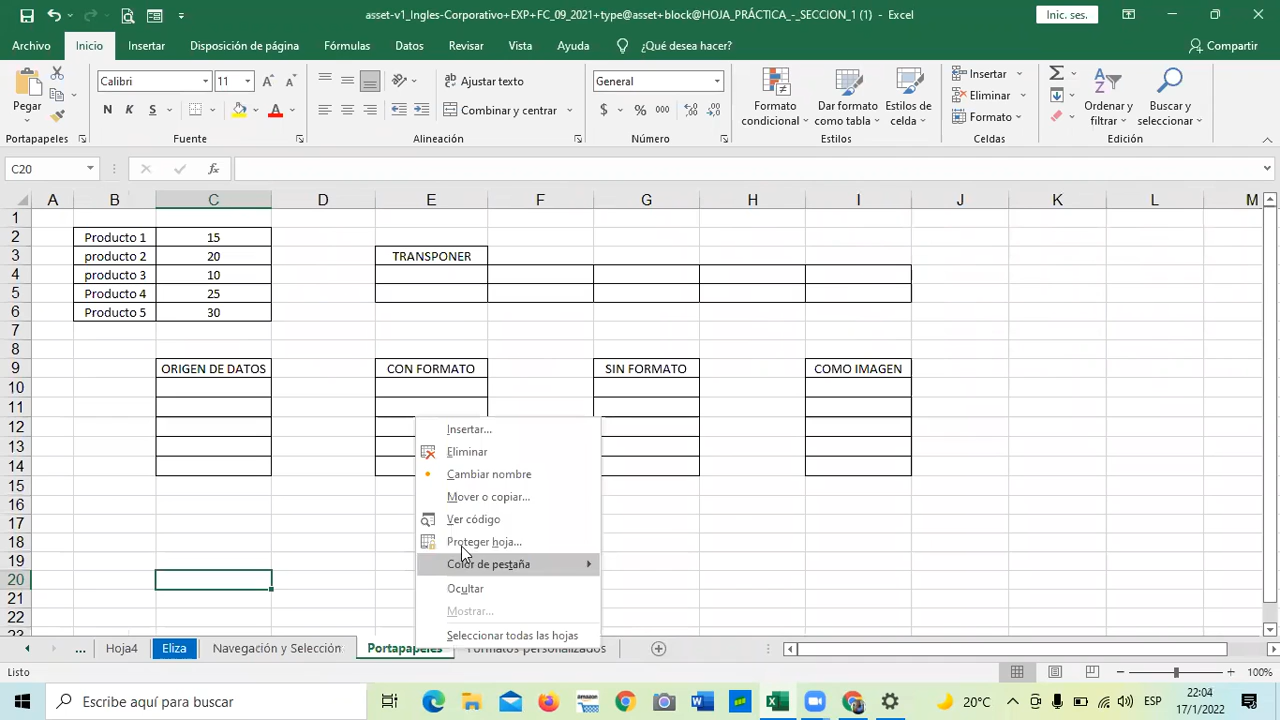 assr-v1_Ingles-Corporativo+EXP+FC_09_2021+type@asset+block@HOJA_PRÁCTICA_-_SECCION_1 (1) - Excel
Inic. ses.
Archivo Inicio Insertar Disposición de página Fórmulas Datos Revisar Vista Ayuda ¿Qué desea hacer? Compartir
Pegar
Calibri 11
N K S
Ajustar texto
Combinar y centrar
General
$ % 000
Formato condicional
Dar formato como tabla
Estilos de celda
Insertar
Eliminar
Formato
Ordenar y filtrar
Buscar y seleccionar
Portapapeles Fuente Alineación Número Estilos Celdas Edición
C20 fx
A B C D E F G H I J K L M
1
2 Producto 1 15
3 producto 2 20 TRANSPONER
4 producto 3 10
5 Producto 4 25
6 Producto 5 30
7
8
9 ORIGEN DE DATOS CON FORMATO SIN FORMATO COMO IMAGEN
10
11
12
13
14
15
16
17
18
19
20
21
22
23
Insertar...
Eliminar
Cambiar nombre
Mover o copiar...
Ver código
Proteger hoja...
Color de pestaña
Ocultar
Mostrar...
Seleccionar todas las hojas
... Hoja4 Eliza Navegación y Selección Portapapeles Formatos personalizados
Listo 100%
Escribe aquí para buscar
amazon
20°C
ESP
22:04
17/1/2022